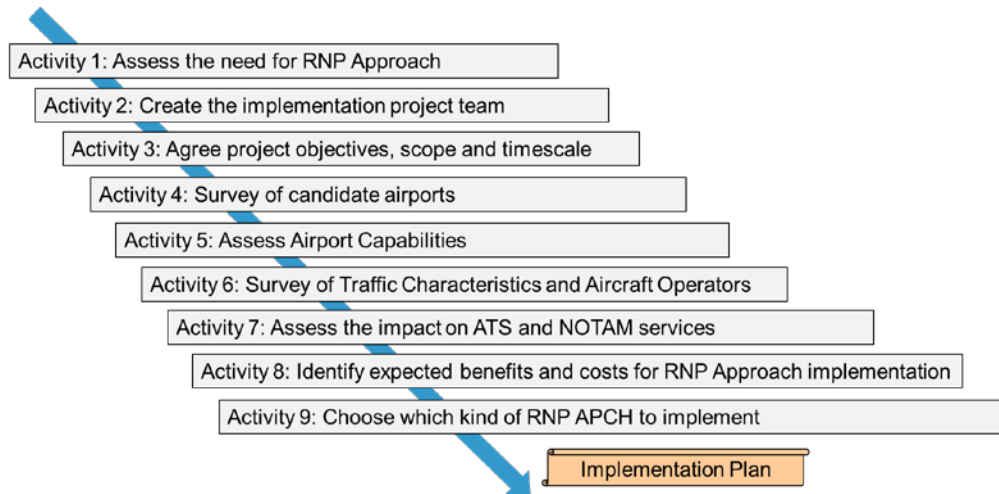 Activity 1: Assess the need for RNP Approach
Activity 2: Create the implementation project team
Activity 3: Agree project objectives, scope and timescale
Activity 4: Survey of candidate airports
Activity 5: Assess Airport Capabilities
Activity 6: Survey of Traffic Characteristics and Aircraft Operators
Activity 7: Assess the impact on ATS and NOTAM services
Activity 8: Identify expected benefits and costs for RNP Approach implementation
Activity 9: Choose which kind of RNP APCH to implement
Implementation Plan